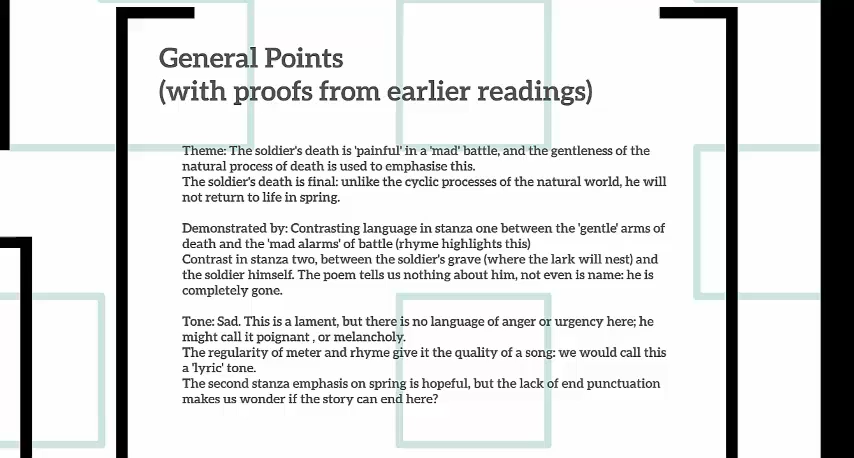 General Points
(with proofs from earlier readings)
Theme: The soldier's death is 'painful' in a 'mad' battle, and the gentleness of the
natural process of death is used to emphasise this.
The soldier's death is final: unlike the cyclic processes of the natural world, he will
not return to life in spring.
Demonstrated by: Contrasting language in stanza one between the 'gentle' arms of
death and the 'mad alarms' of battle (rhyme highlights this)
Contrast in stanza two, between the soldier's grave (where the lark will nest) and
the soldier himself. The poem tells us nothing about him, not even is name: he is
completely gone.
Tone: Sad. This is a lament, but there is no language of anger or urgency here; he
might call it poignant , or melancholy.
The regularity of meter and rhyme give it the quality of a song: we would call this
a 'lyric' tone.
The second stanza emphasis on spring is hopeful, but the lack of end punctuation
makes us wonder if the story can end here?